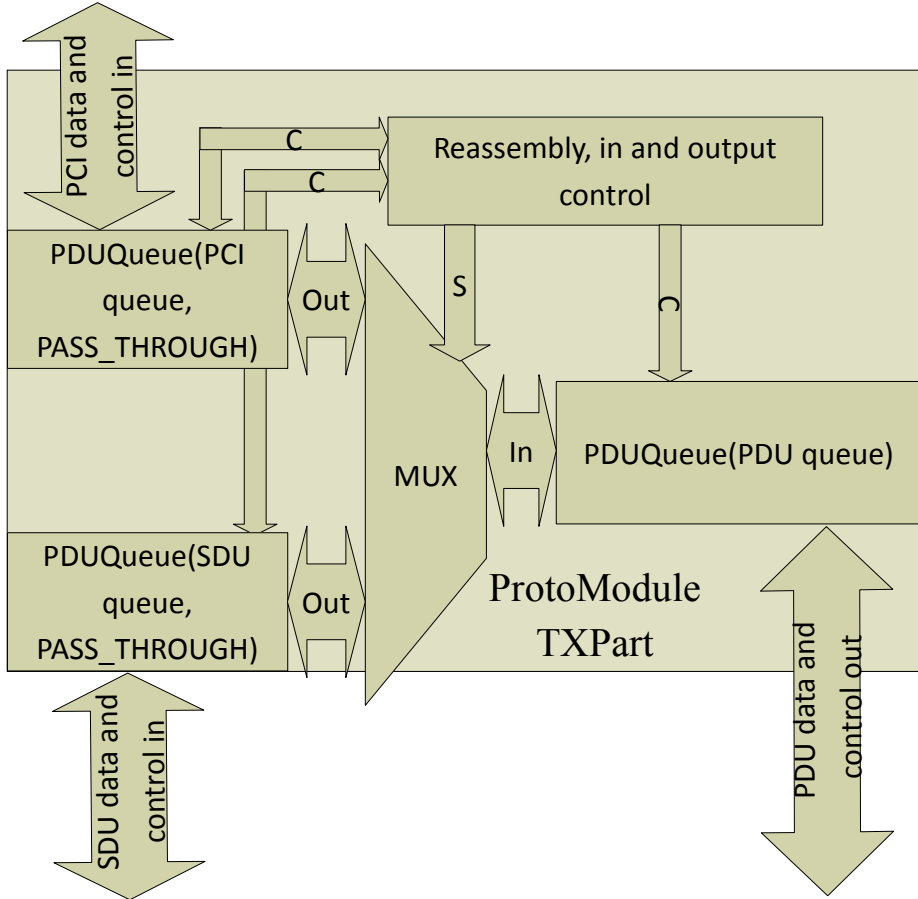 PCI data and
control in
C
C
Reassembly, in and output
control
PDUQueue(PCI
queue,
PASS_THROUGH)
Out
S
C
MUX
In
PDUQueue(PDU queue)
PDUQueue(SDU
queue,
PASS_THROUGH)
Out
ProtoModule
TXPart
SDU data and
control in
PDU data and
control out